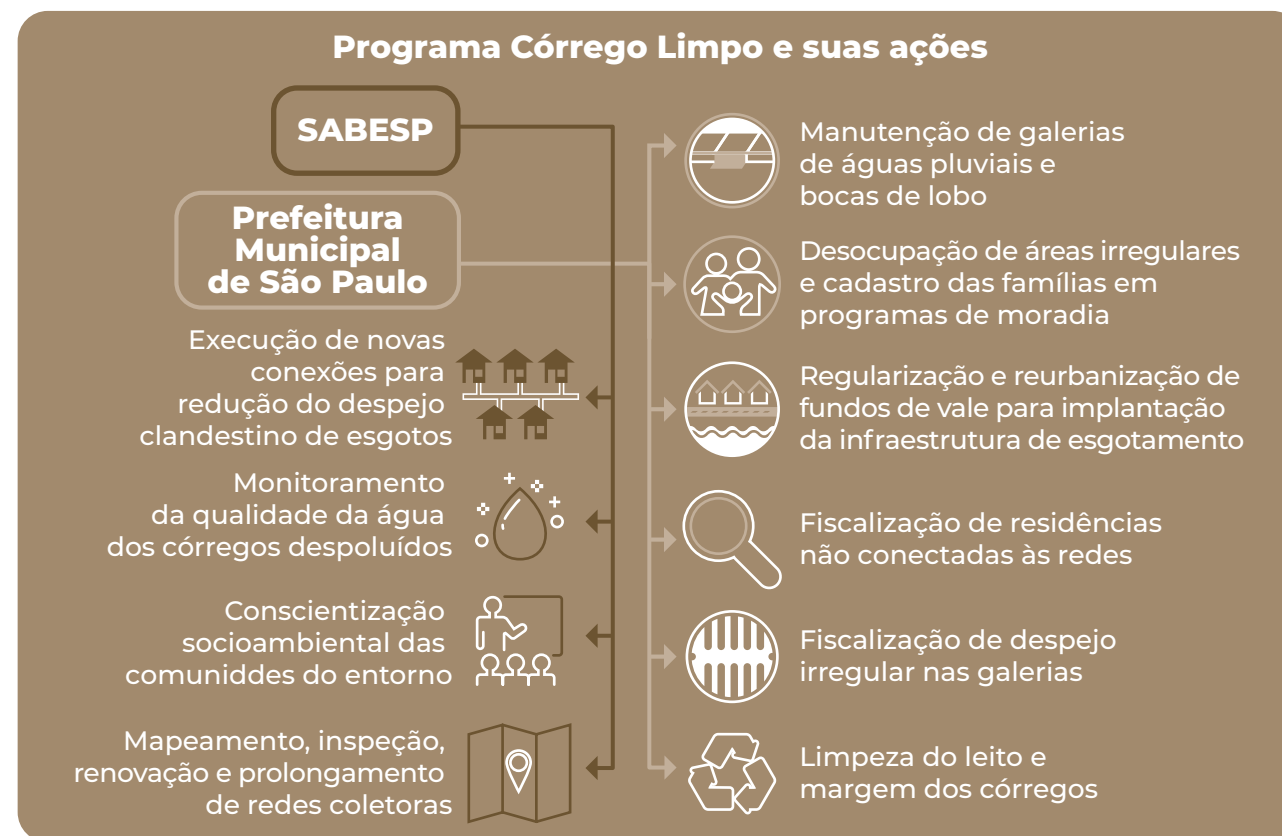 Programa Córrego Limpo e suas ações
SABESP
Prefeitura
Municipal
de São Paulo
Execução de novas
conexões para
redução do despejo
clandestino de esgotos
Monitoramento
da qualidade da água
dos córregos despoluídos
Conscientização
socioambiental das
comuniddes do entorno
Mapeamento, inspeção,
renovação e prolongamento
de redes coletoras
Manutenção de galerias
de águas pluviais e
bocas de lobo
Desocupação de áreas irregulares
e cadastro das famílias em
programas de moradia
Regularização e reurbanização de
fundos de vale para implantação
da infraestrutura de esgotamento
Fiscalização de residências
não conectadas às redes
Fiscalização de despejo
irregular nas galerias
Limpeza do leito e
margem dos córregos